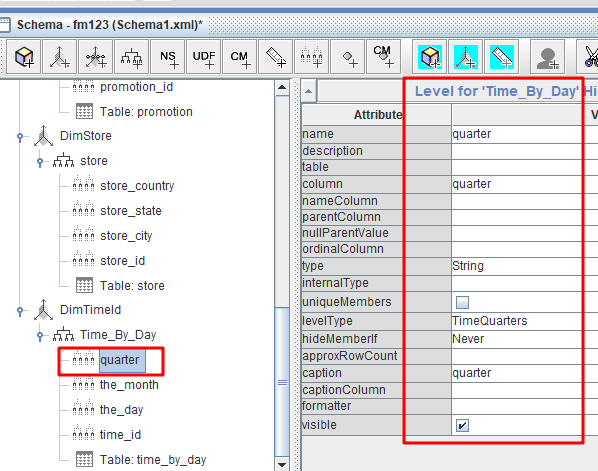 Schema - fm123 (Schema1.xml)*
NS UDF CM CM
promotion_id
Table: promotion
DimStore
store
store_country
store_state
store_city
store_id
Table: store
DimTimeId
Time_By_Day
quarter
the_month
the_day
time_id
Table: time_by_day
Level for 'Time_By_Day' Hi
Attribute V
name quarter
description
table
column quarter
nameColumn
parentColumn
nullParentValue
ordinalColumn
type String
internalType
uniqueMembers
levelType TimeQuarters
hideMemberIf Never
approxRowCount
caption quarter
captionColumn
formatter
visible